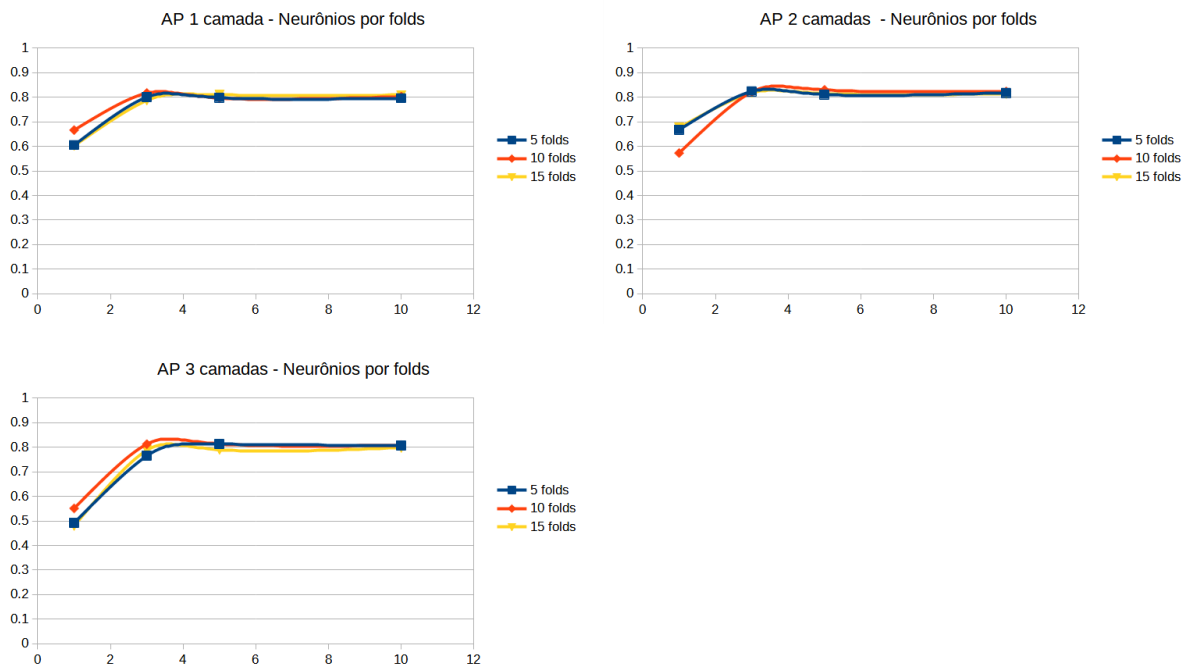 AP 1 camada - Neurônios por folds
1
0.9
0.8
0.7
0.6
0.5
0.4
0.3
0.2
0.1
0
0 2 4 6 8 10 12
5 folds
10 folds
15 folds
AP 2 camadas - Neurônios por folds
1
0.9
0.8
0.7
0.6
0.5
0.4
0.3
0.2
0.1
0
0 2 4 6 8 10 12
5 folds
10 folds
15 folds
AP 3 camadas - Neurônios por folds
1
0.9
0.8
0.7
0.6
0.5
0.4
0.3
0.2
0.1
0
0 2 4 6 8 10 12
5 folds
10 folds
15 folds